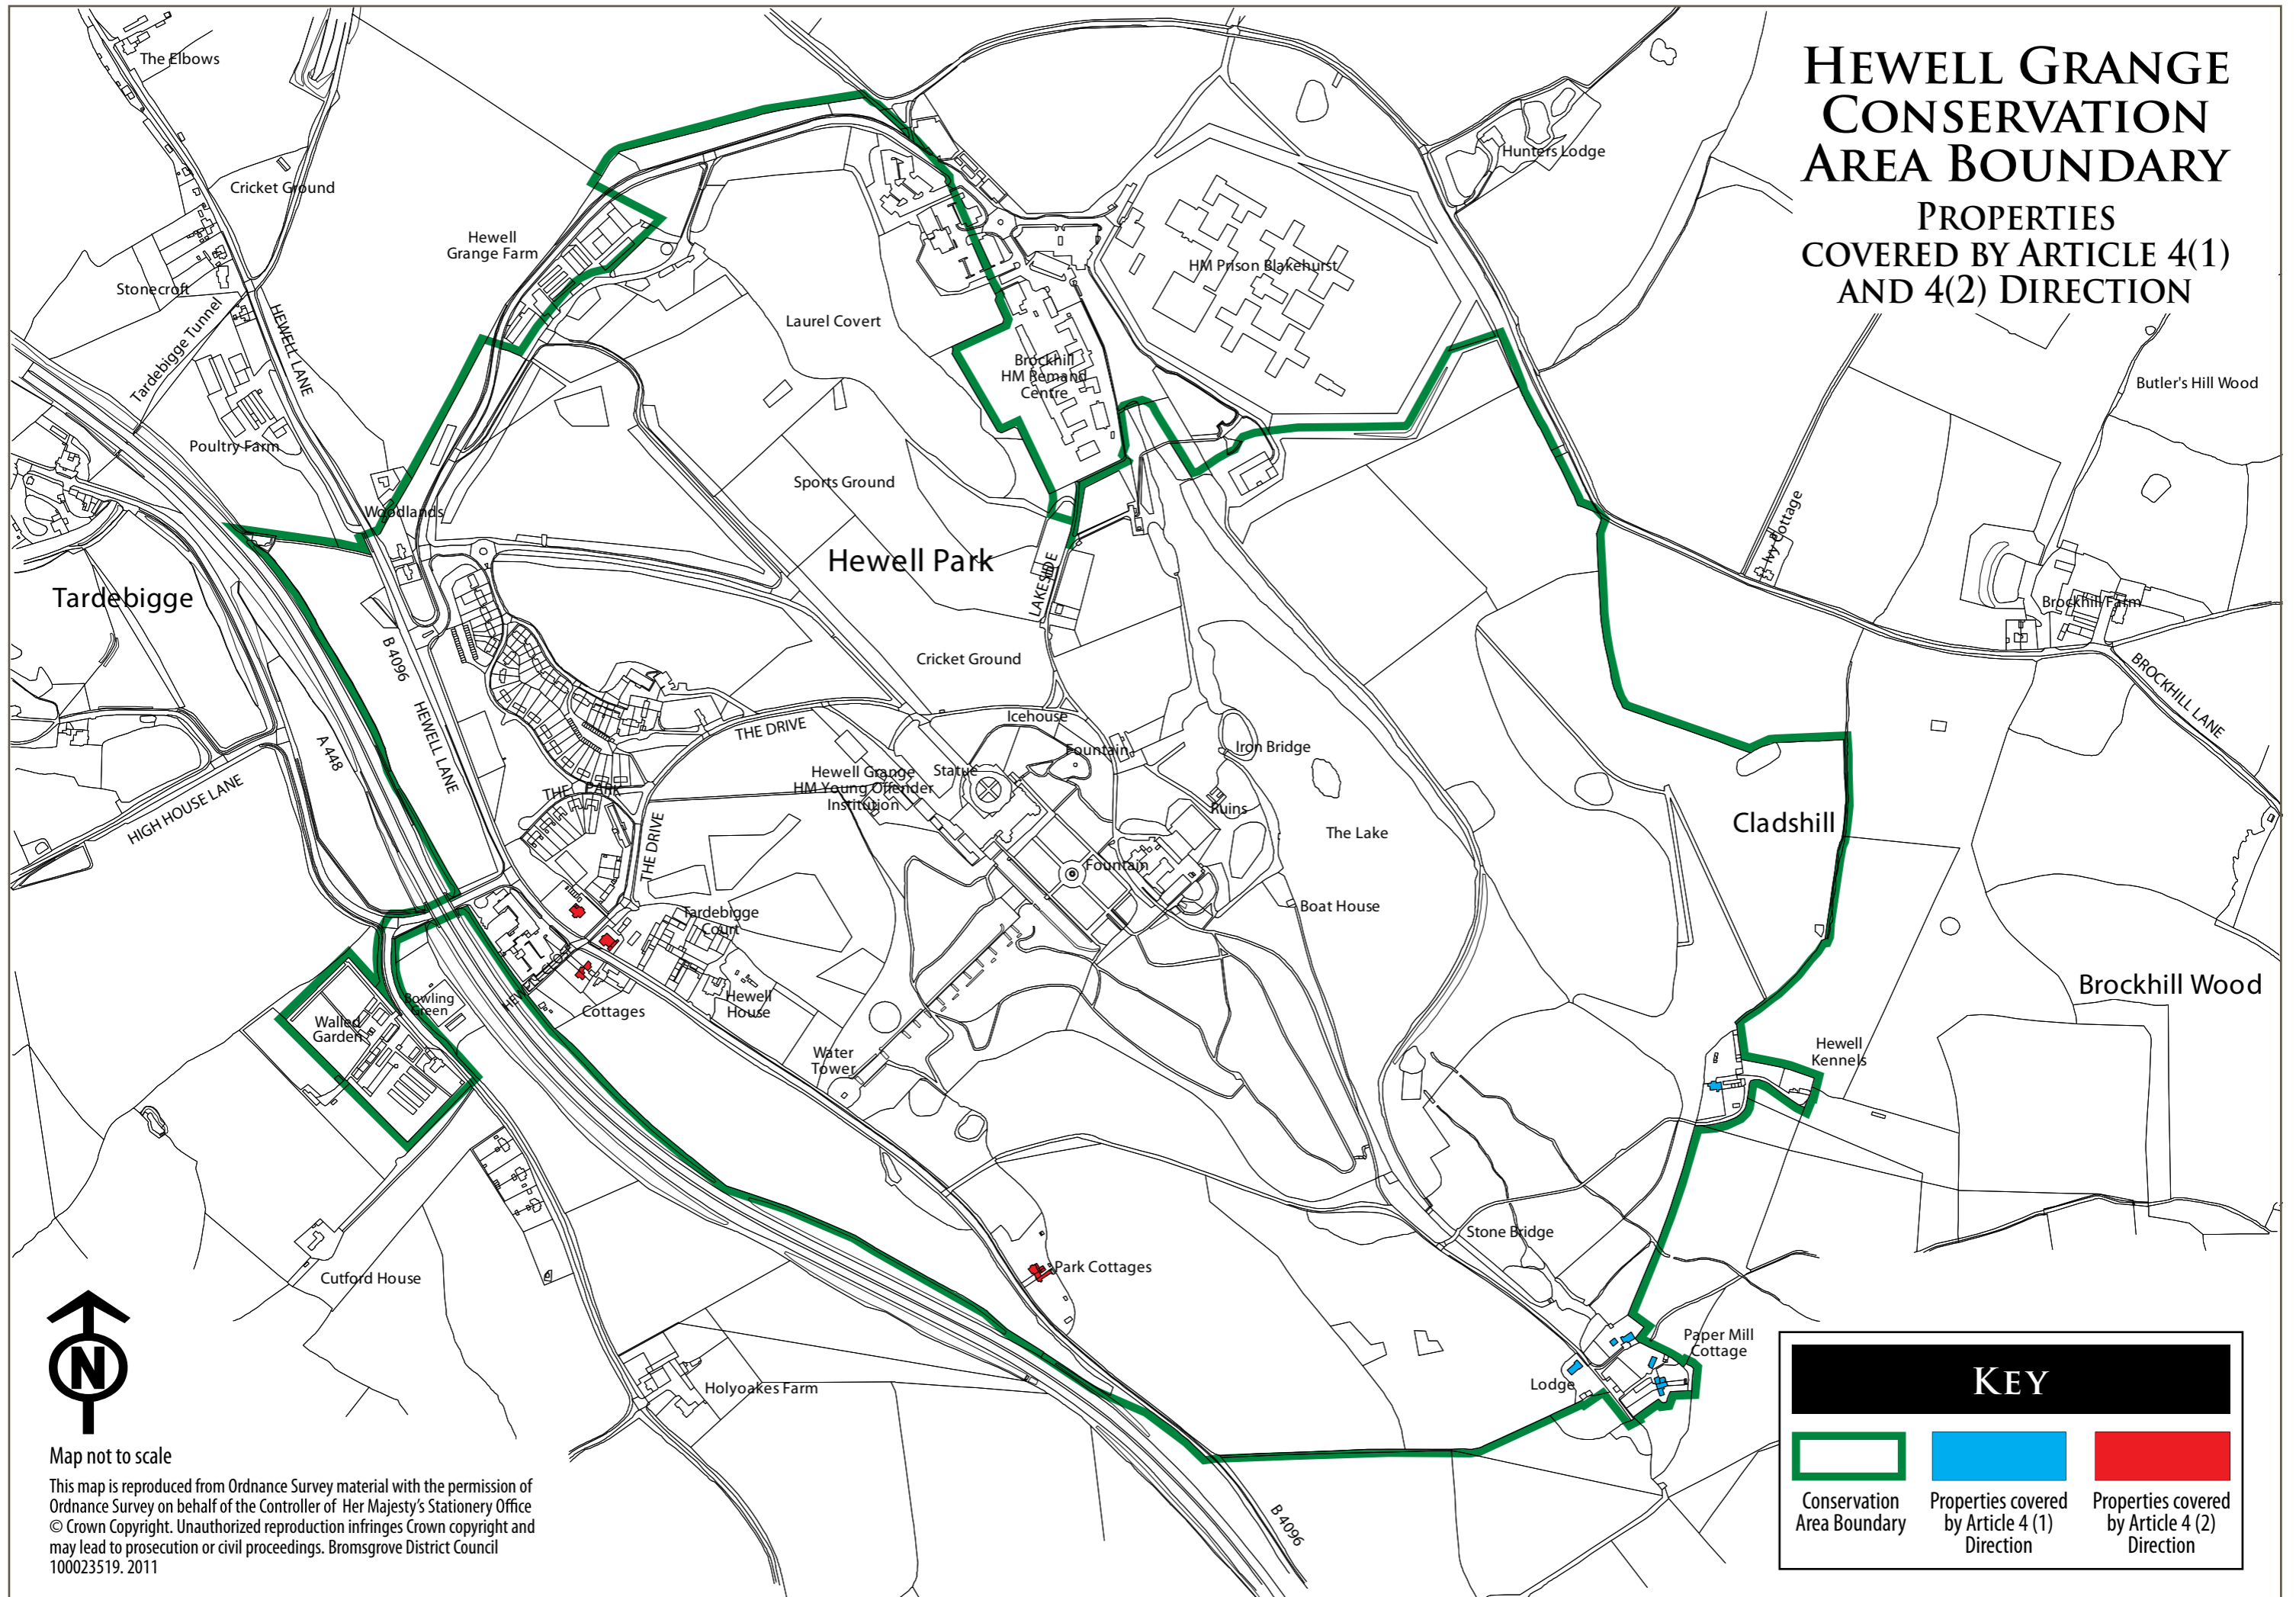 HEWELL GRANGE
CONSERVATION
AREA BOUNDARY
PROPERTIES
COVERED BY ARTICLE 4(1)
AND 4(2) DIRECTION
The Elbows
Cricket Ground
Stonecroft
Tardebigge Tunnel
HEWELL LANE
Poultry Farm
Hewell
Grange Farm
Woodlands
Tardebigge
Laurel Covert
Brockhill
HM Remand
Centre
HM Prison Blakehurst
Hunters Lodge
Butler's Hill Wood
Sports Ground
Hewell Park
LAKESIDE
Ivy Cottage
Brockhill Farm
BROCKHILL LANE
B 4096
HEWELL LANE
A 448
HIGH HOUSE LANE
Cricket Ground
THE DRIVE
Icehouse
Fountain
Iron Bridge
Hewell Grange
HM Young Offender
Institution
Statue
THE PARK
THE DRIVE
Ruins
The Lake
Cladshill
Fountain
Boat House
Tardebigge
Court
Brockhill Wood
Walled
Garden
Bowling
Green
HEWE
Cottages
Hewell
House
Water
Tower
Hewell
Kennels
Stone Bridge
Park Cottages
Cutford House
Paper Mill
Cottage
Lodge
Holyoakes Farm
B 4096
N
Map not to scale
This map is reproduced from Ordnance Survey material with the permission of
Ordnance Survey on behalf of the Controller of Her Majesty's Stationery Office
© Crown Copyright. Unauthorized reproduction infringes Crown copyright and
may lead to prosecution or civil proceedings. Bromsgrove District Council
100023519. 2011
KEY
Conservation
Area Boundary
Properties covered
by Article 4 (1)
Direction
Properties covered
by Article 4 (2)
Direction